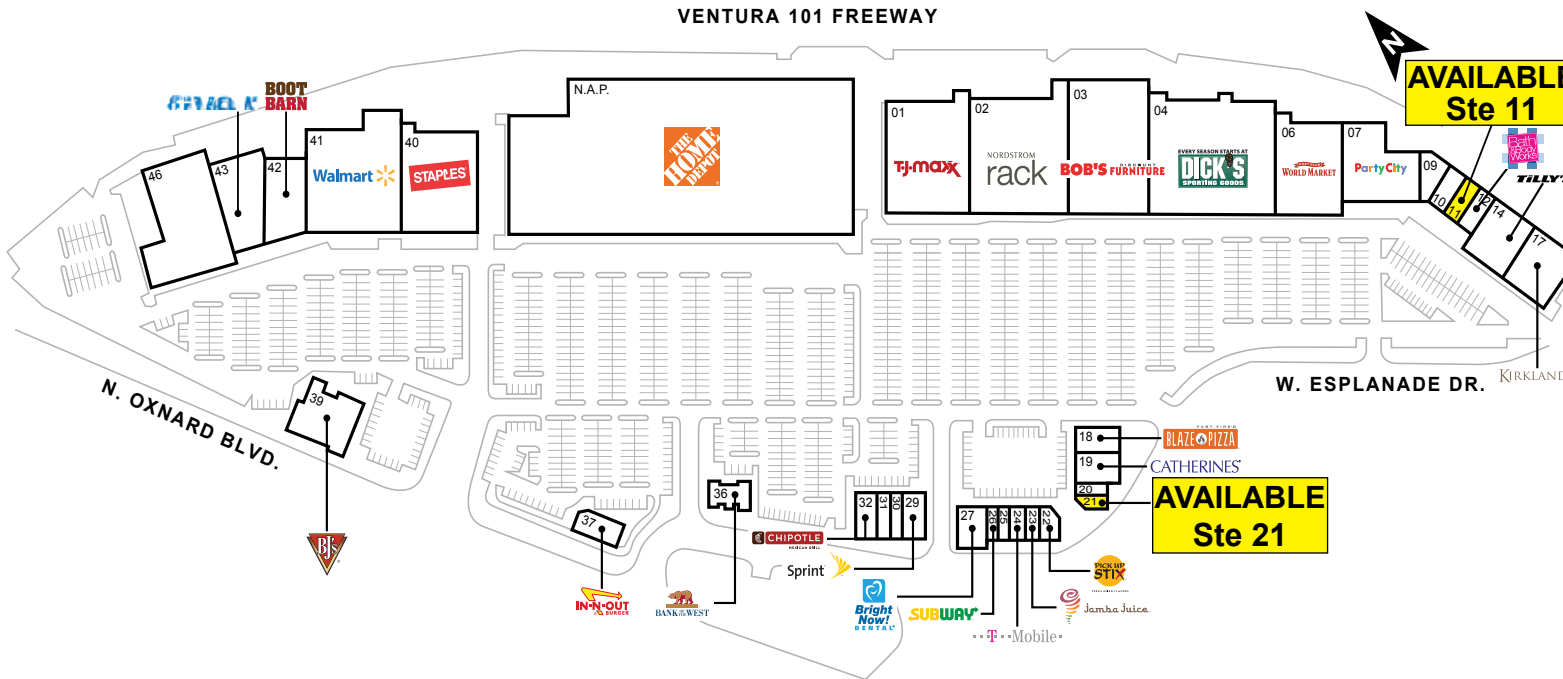 VENTURA 101 FREEWAY
N
AVAILABLE
Ste 11
BOOT
BARN
N.A.P.
THE
HOME
DEPOT
01
02
03
04
06
07
09
10
11
12
14
17
40
41
42
43
46
Walmart
STAPLES
T.J.maxx
NORDSTROM
rack
BOB'S DISCOUNT FURNITURE
EVERY SEASON STARTS AT
DICK'S
SPORTING GOODS
WORLD MARKET
Party City
Bath
& Body
Works
TILLY'
KIRKLAND
W. ESPLANADE DR.
N. OXNARD BLVD.
39
BJ's
37
IN-N-OUT
BURGER
36
BANK OF THE WEST
32
31
30
29
CHIPOTLE
MEXICAN GRILL
Sprint
27
26
25
24
23
22
Bright
Now!
DENTAL
SUBWAY
T Mobile
Jamba Juice
PICK UP
STIX
18
19
20
21
BLAZE PIZZA
CATHERINES
AVAILABLE
Ste 21